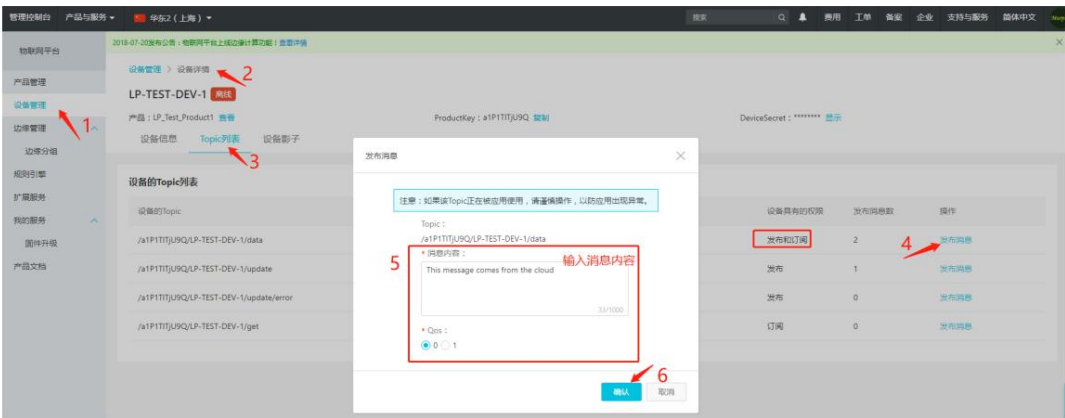 管理控制台 产品与服务 华东2（上海） 搜索 费用 工单 备案 企业 支持与服务 简体中文
物联网平台
2018-07-20发布公告：物联网平台上线边缘计算功能！查看详情
产品管理
设备管理
边缘管理
边缘分组
规则引擎
扩展服务
我的服务
固件升级
产品文档
1
设备管理 > 设备详情
2
LP-TEST-DEV-1 离线
产品：LP_Test_Product1 查看 ProductKey：a1P1TITjU9Q 复制 DeviceSecret：******** 显示
设备信息 Topic列表 设备影子
3
设备的Topic列表
设备的Topic 设备具有的权限 发布消息数 操作
/a1P1TITjU9Q/LP-TEST-DEV-1/data 发布和订阅 2 发布消息
4
/a1P1TITjU9Q/LP-TEST-DEV-1/update 发布 1 发布消息
/a1P1TITjU9Q/LP-TEST-DEV-1/update/error 发布 0 发布消息
/a1P1TITjU9Q/LP-TEST-DEV-1/get 订阅 0 发布消息
发布消息
注意：如果该Topic正在被应用使用，请谨慎操作，以防应用出现异常。
Topic：
/a1P1TITjU9Q/LP-TEST-DEV-1/data
5
* 消息内容：
输入消息内容
This message comes from the cloud
33/1000
* Qos：
0 1
6
确认 取消